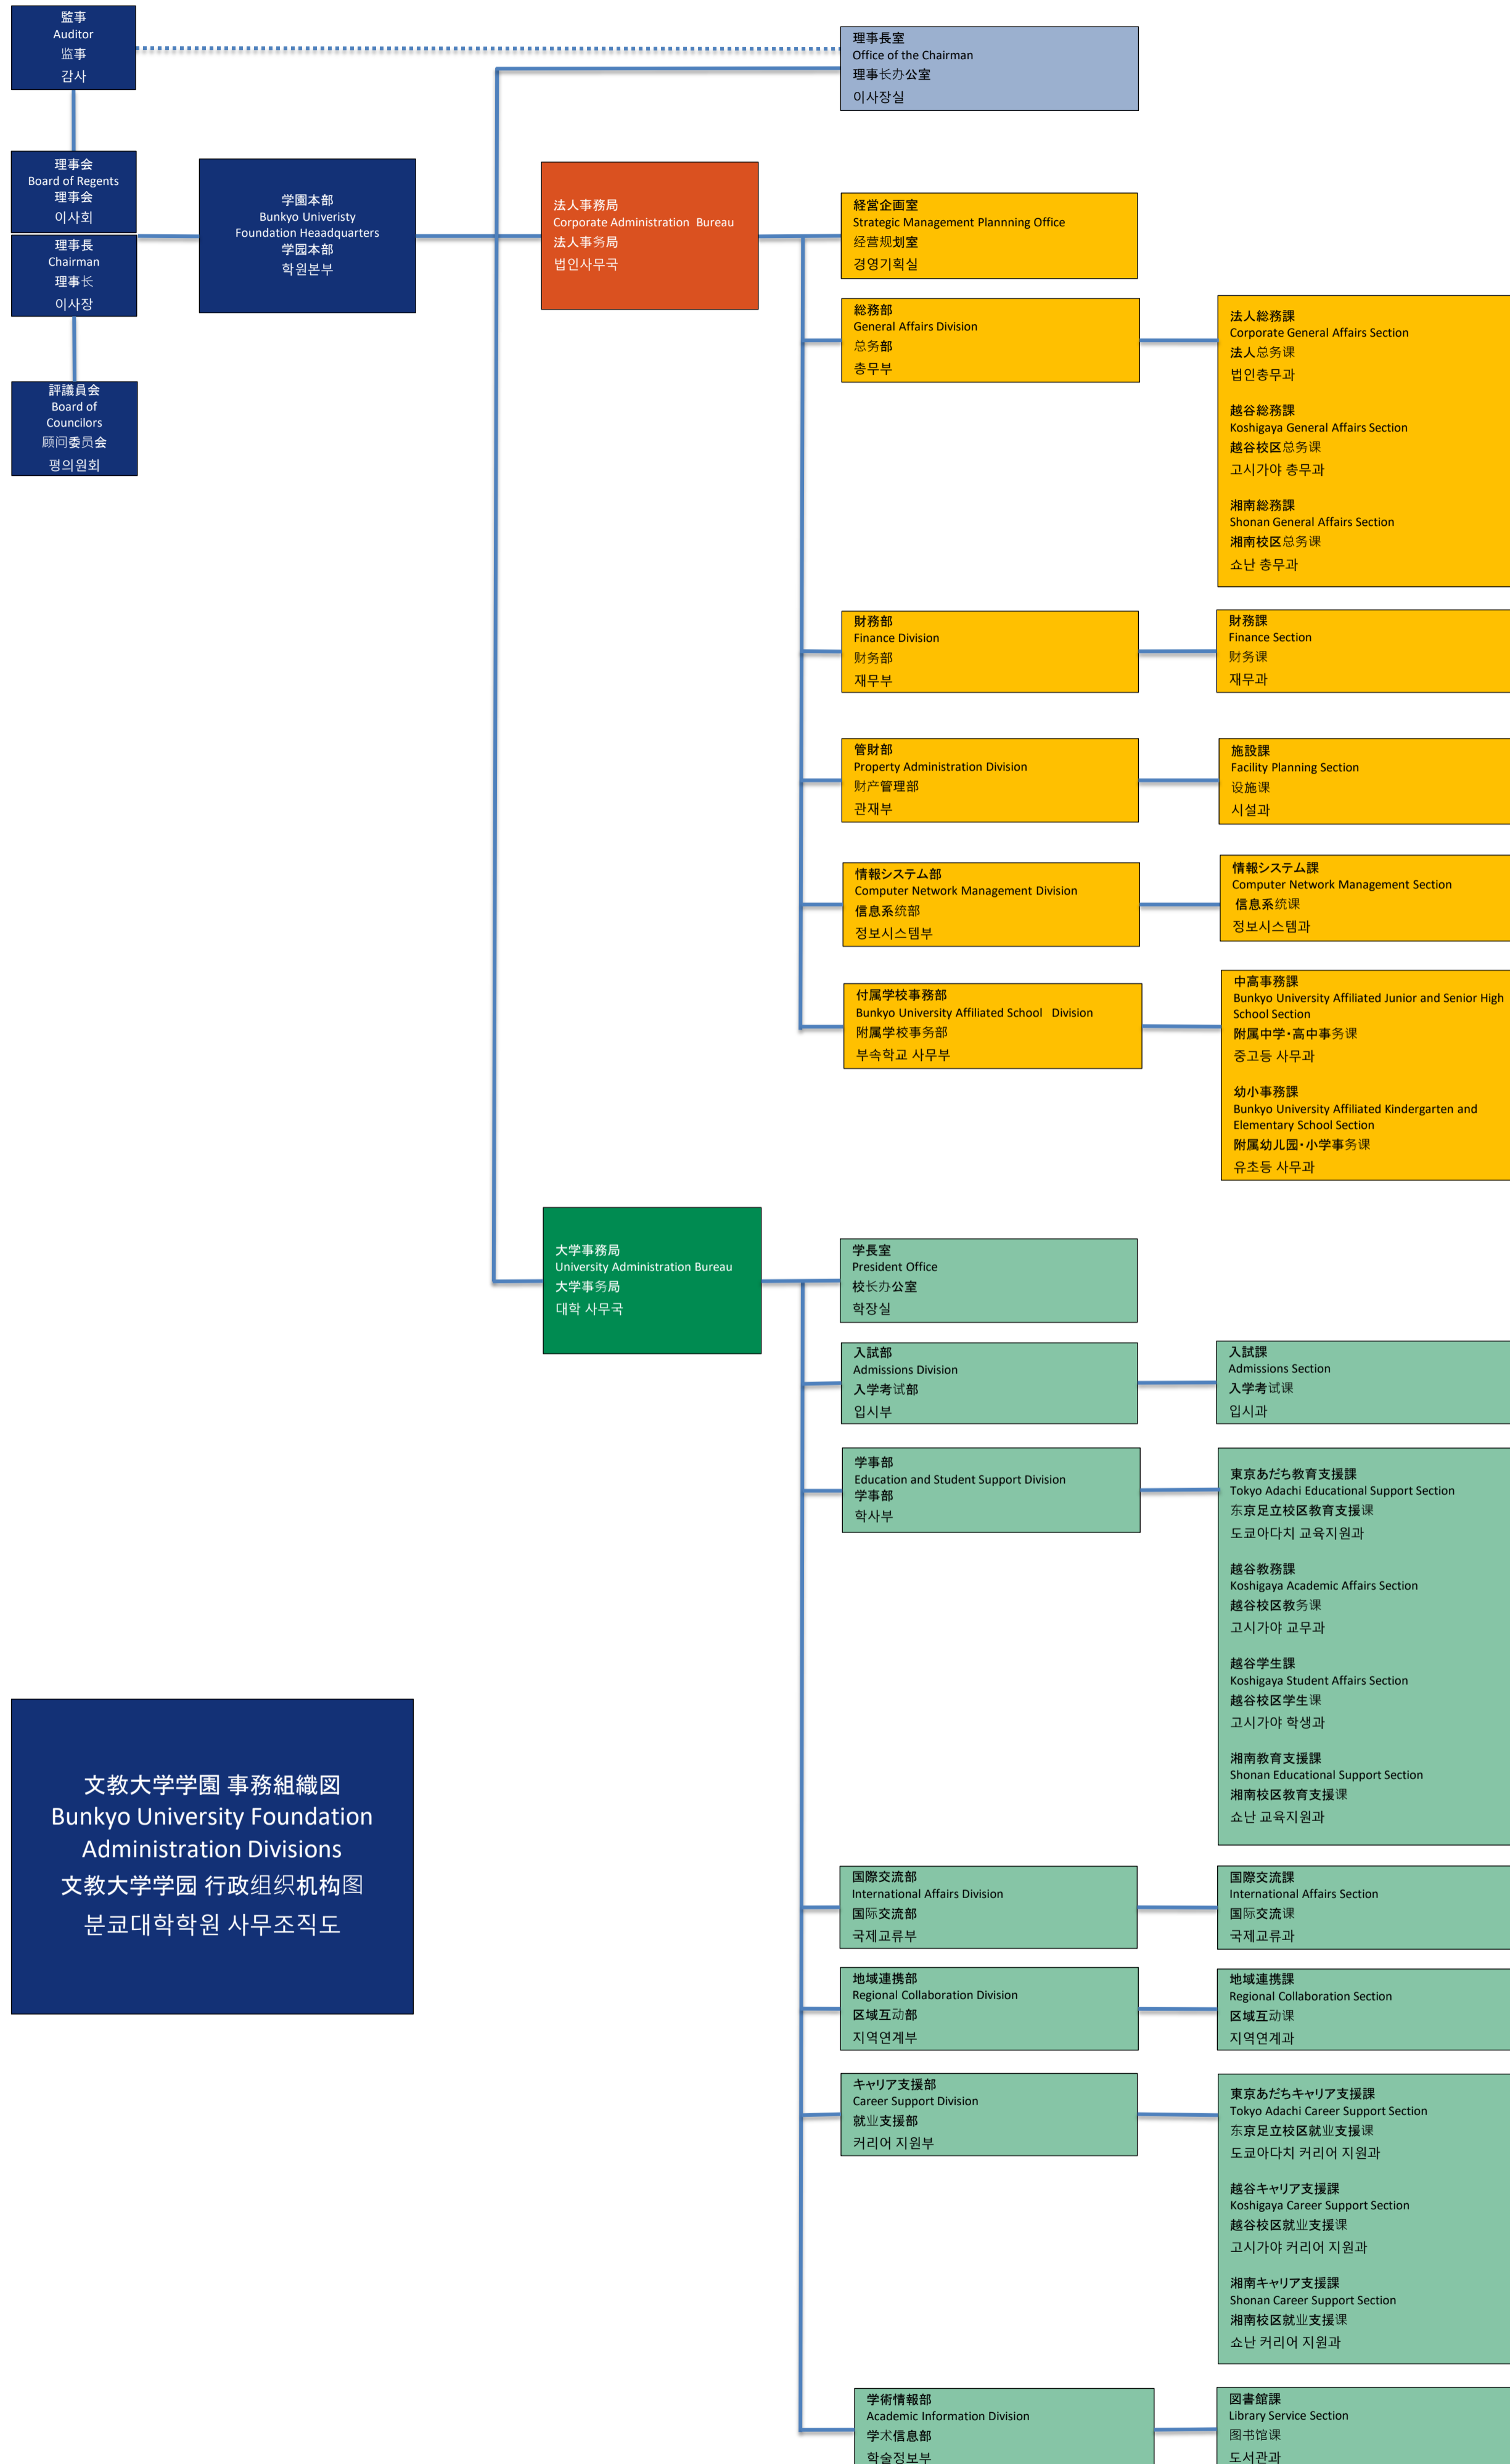 監事
Auditor
监事
감사
理事長室
Office of the Chairman
理事长办公室
이사장실
理事会
Board of Regents
理事会
이사회
理事長
Chairman
理事长
이사장
評議員会
Board of
Councilors
顾问委员会
평의원회
学園本部
Bunkyo Univeristy
Foundation Heaadquarters
学园本部
학원본부
法人事務局
Corporate Administration  Bureau
法人事务局
법인사무국
経営企画室
Strategic Management Plannning Office
经营规划室
경영기획실
総務部
General Affairs Division
总务部
총무부
法人総務課
Corporate General Affairs Section
法人总务课
법인총무과
越谷総務課
Koshigaya General Affairs Section
越谷校区总务课
고시가야 총무과
湘南総務課
Shonan General Affairs Section
湘南校区总务课
쇼난 총무과
財務部
Finance Division
财务部
재무부
財務課
Finance Section
财务课
재무과
管財部
Property Administration Division
财产管理部
관재부
施設課
Facility Planning Section
设施课
시설과
情報システム部
Computer Network Management Division
信息系统部
정보시스템부
情報システム課
Computer Network Management Section
信息系统课
정보시스템과
付属学校事務部
Bunkyo University Affiliated School   Division
附属学校事务部
부속학교 사무부
中高事務課
Bunkyo University Affiliated Junior and Senior High
School Section
附属中学・高中事务课
중고등 사무과
幼小事務課
Bunkyo University Affiliated Kindergarten and
Elementary School Section
附属幼儿园・小学事务课
유초등 사무과
大学事務局
University Administration Bureau
大学事务局
대학 사무국
学長室
President Office
校长办公室
학장실
入試部
Admissions Division
入学考试部
입시부
入試課
Admissions Section
入学考试课
입시과
学事部
Education and Student Support Division
学事部
학사부
東京あだち教育支援課
Tokyo Adachi Educational Support Section
东京足立校区教育支援课
도쿄아다치 교육지원과
越谷教務課
Koshigaya Academic Affairs Section
越谷校区教务课
고시가야 교무과
越谷学生課
Koshigaya Student Affairs Section
越谷校区学生课
고시가야 학생과
湘南教育支援課
Shonan Educational Support Section
湘南校区教育支援课
쇼난 교육지원과
文教大学学園 事務組織図
Bunkyo University Foundation
Administration Divisions
文教大学学园 行政组织机构图
분쿄대학학원 사무조직도
国際交流部
International Affairs Division
国际交流部
국제교류부
国際交流課
International Affairs Section
国际交流课
국제교류과
地域連携部
Regional Collaboration Division
区域互动部
지역연계부
地域連携課
Regional Collaboration Section
区域互动课
지역연계과
キャリア支援部
Career Support Division
就业支援部
커리어 지원부
東京あだちキャリア支援課
Tokyo Adachi Career Support Section
东京足立校区就业支援课
도쿄아다치 커리어 지원과
越谷キャリア支援課
Koshigaya Career Support Section
越谷校区就业支援课
고시가야 커리어 지원과
湘南キャリア支援課
Shonan Career Support Section
湘南校区就业支援课
쇼난 커리어 지원과
学術情報部
Academic Information Division
学术信息部
학술정보부
図書館課
Library Service Section
图书馆课
도서관과